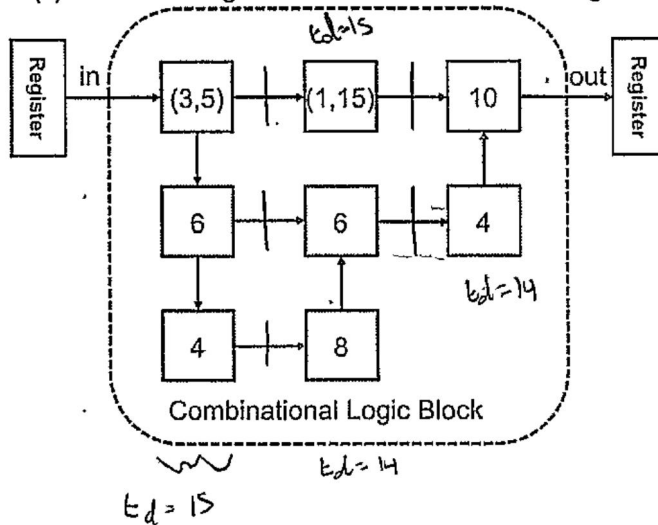 td=15
Register
in
(3,5)
(1,15)
10
out
Register
6
6
4
td=14
4
8
Combinational Logic Block
td=14
td=15